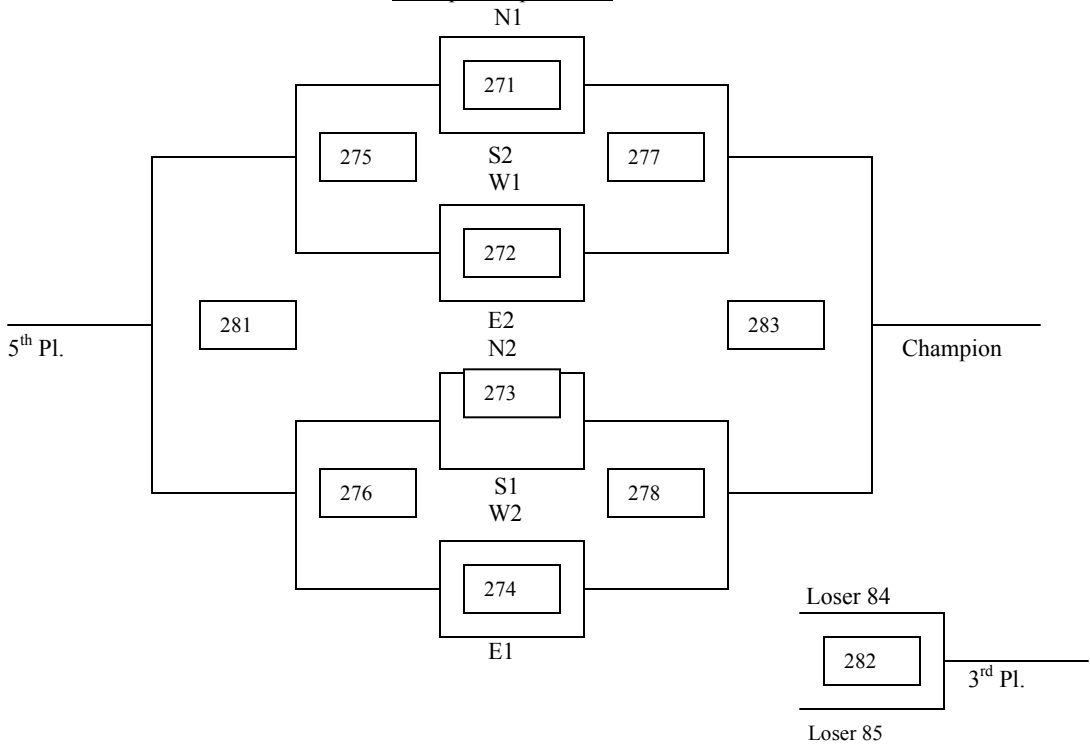 N1
271
275
S2
277
W1
272
281
E2
283
5th Pl.
N2
Champion
273
276
S1
278
W2
274
Loser 84
E1
282
3rd Pl.
Loser 85